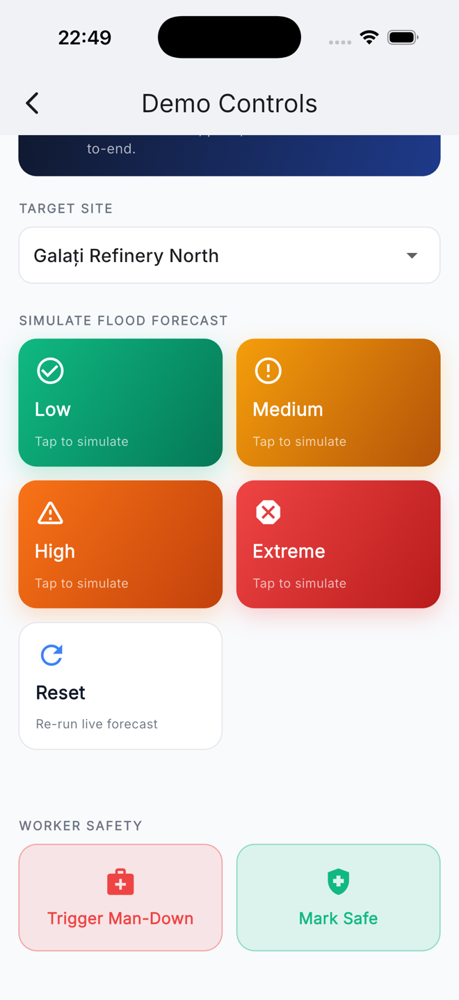 22:49
Demo Controls
to-end.
TARGET SITE
Galați Refinery North
SIMULATE FLOOD FORECAST
Low
Tap to simulate
Medium
Tap to simulate
High
Tap to simulate
Extreme
Tap to simulate
Reset
Re-run live forecast
WORKER SAFETY
Trigger Man-Down
Mark Safe